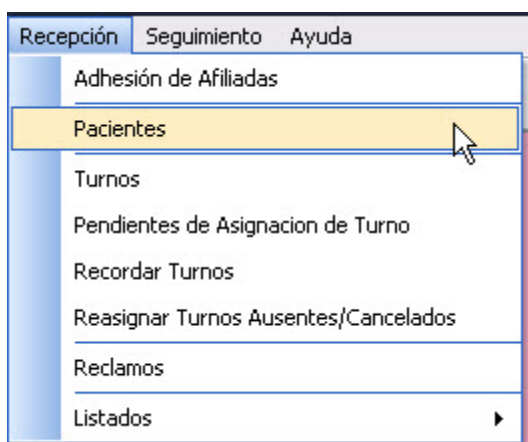 Recepción Seguimiento Ayuda
Adhesión de Afiliadas
Pacientes
Turnos
Pendientes de Asignacion de Turno
Recordar Turnos
Reasignar Turnos Ausentes/Cancelados
Reclamos
Listados